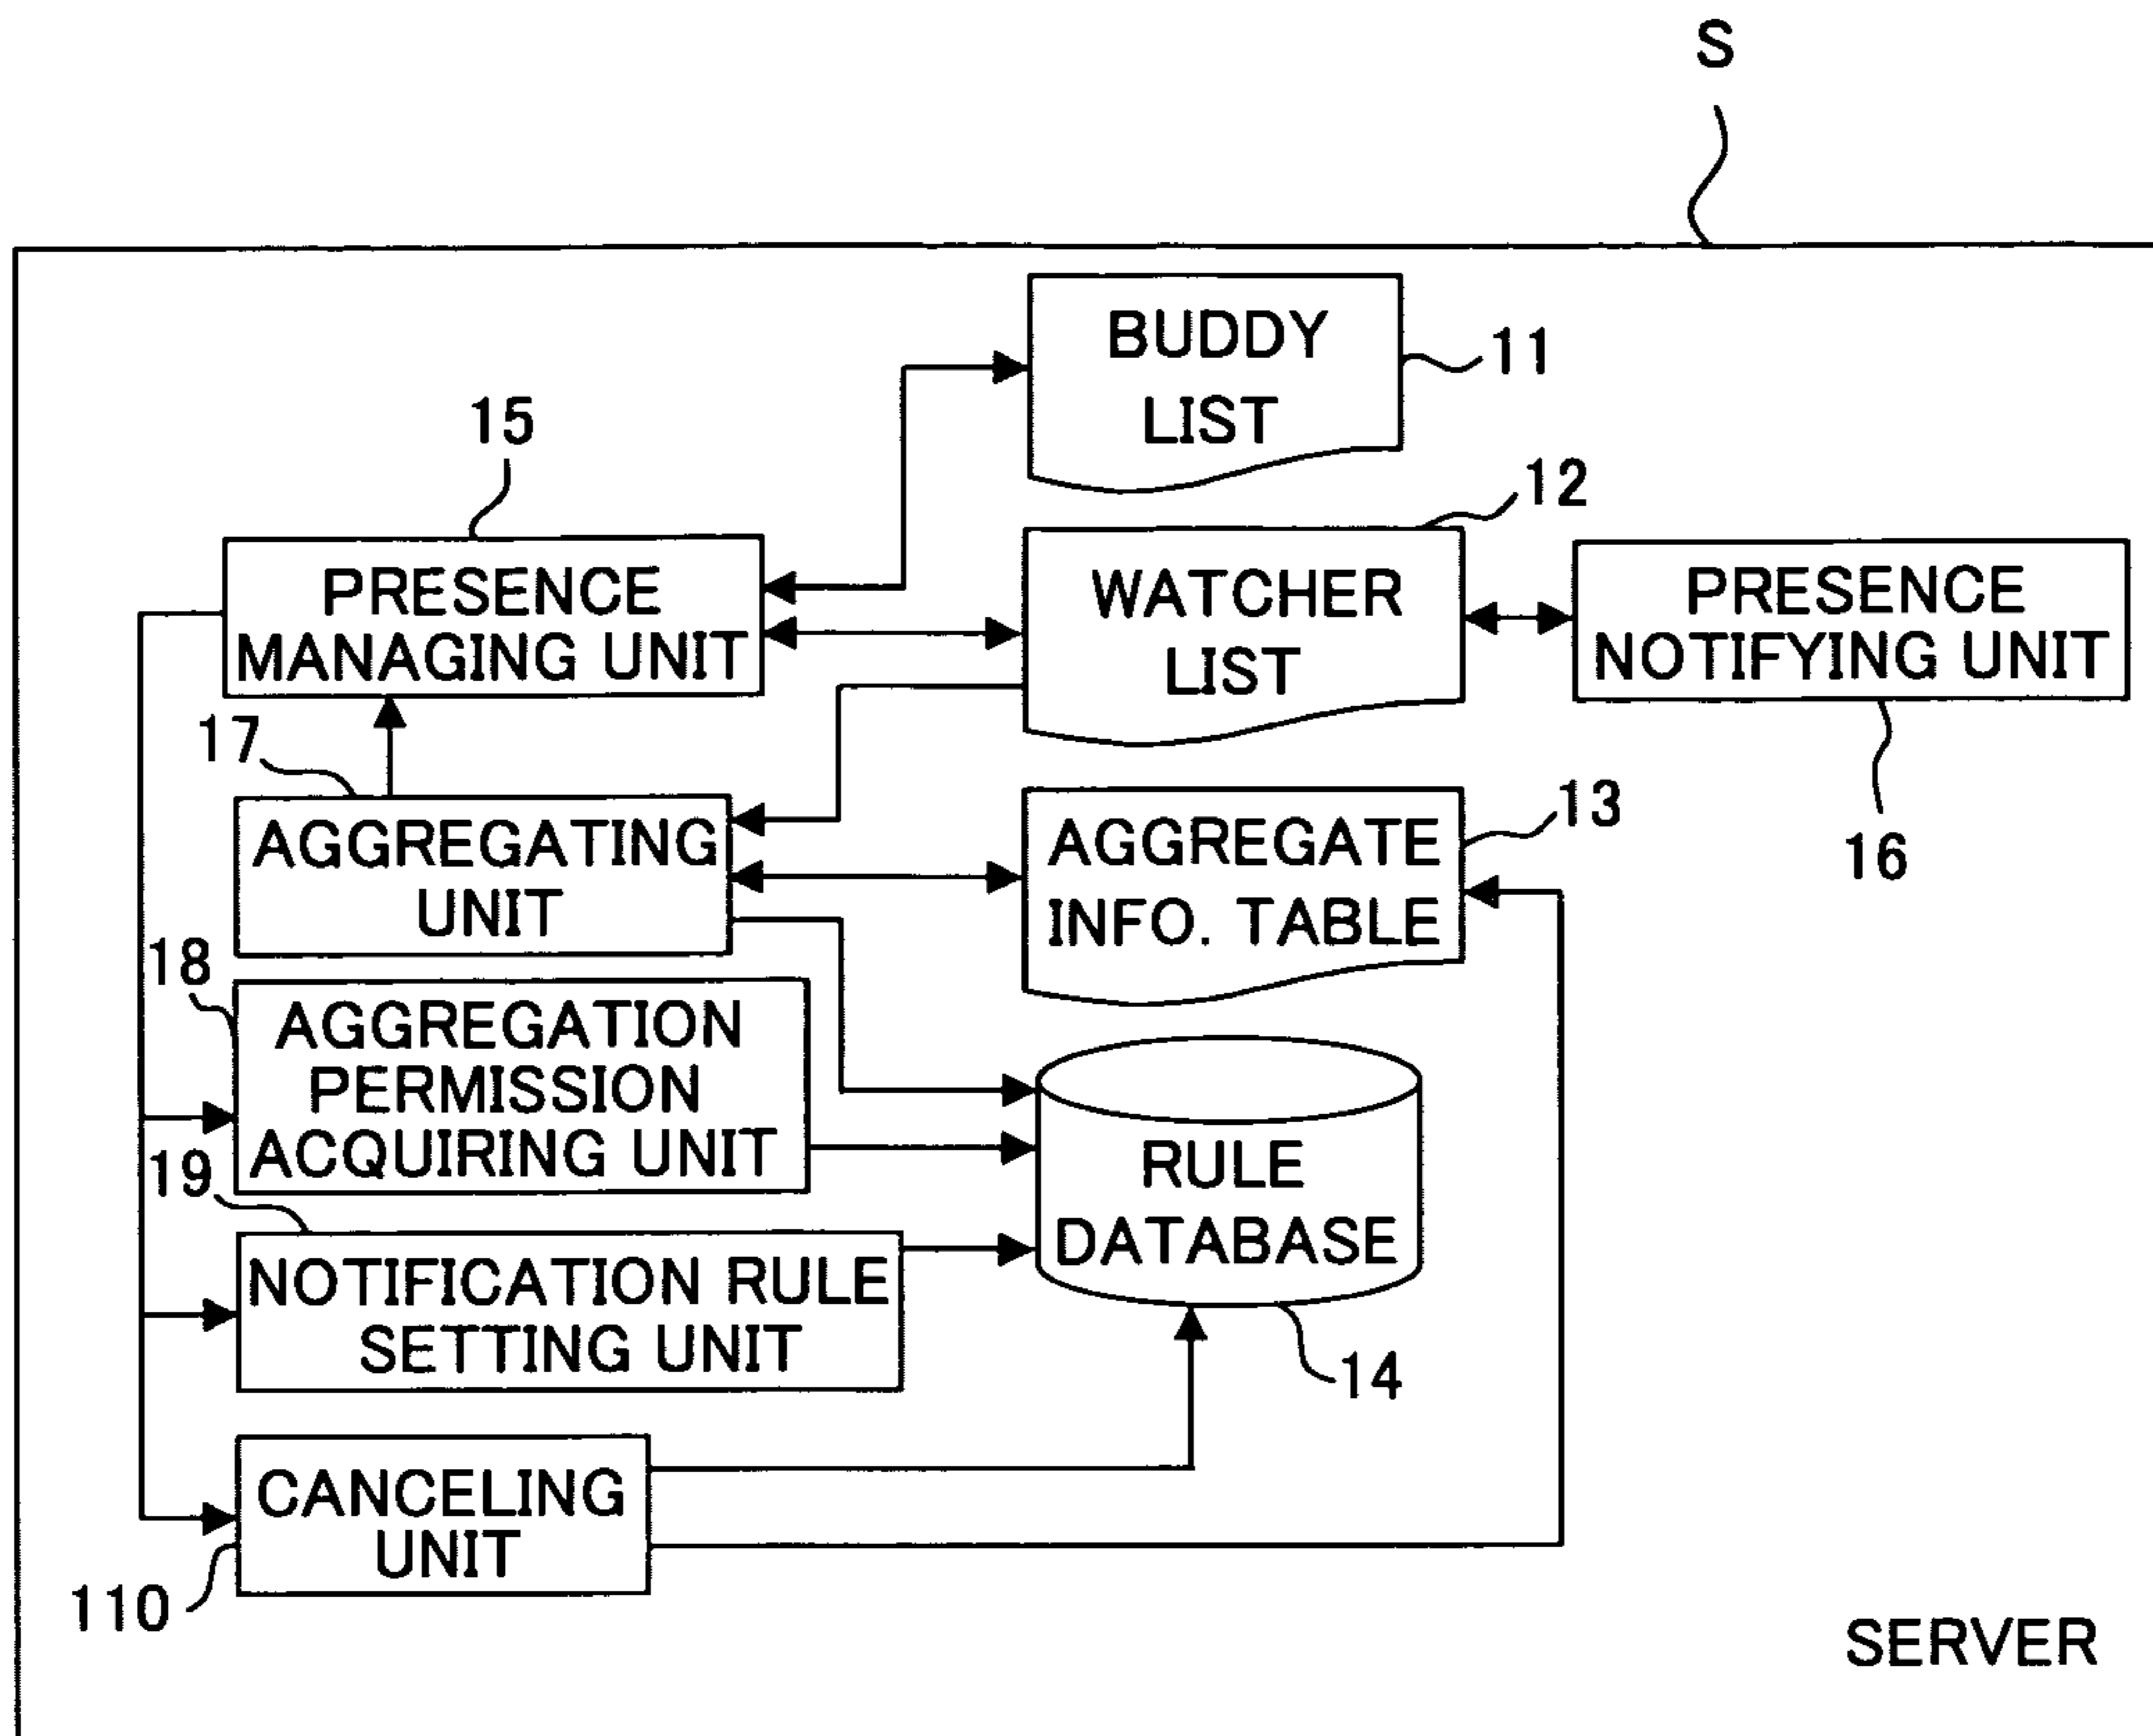 S
BUDDY
LIST
11
15
12
PRESENCE
MANAGING UNIT
WATCHER
LIST
PRESENCE
NOTIFYING UNIT
17
13
16
AGGREGATING
UNIT
AGGREGATE
INFO. TABLE
18
AGGREGATION
PERMISSION
ACQUIRING UNIT
19
RULE
DATABASE
NOTIFICATION RULE
SETTING UNIT
14
CANCELING
UNIT
110
SERVER